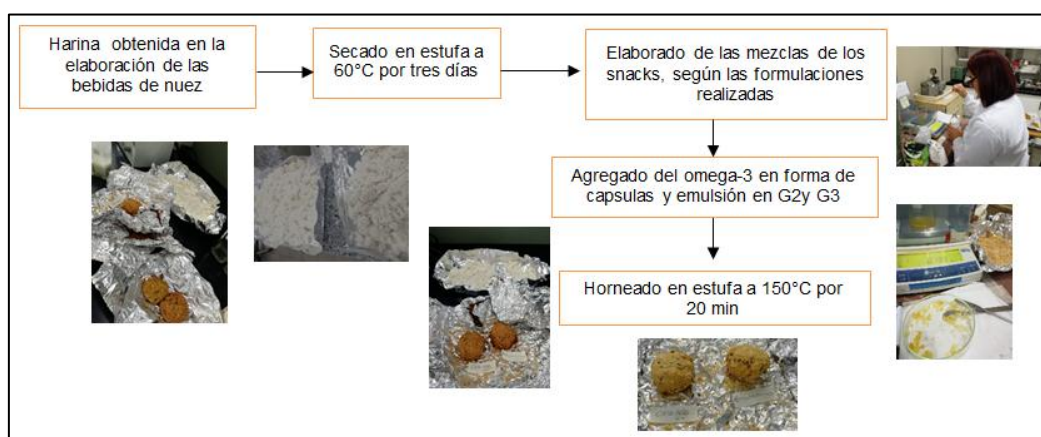 Harina obtenida en la
elaboración de las
bebidas de nuez
Secado en estufa a
60°C por tres días
Elaborado de las mezclas de los
snacks, según las formulaciones
realizadas
Agregado del omega-3 en forma de
capsulas y emulsión en G2y G3
Horneado en estufa a 150°C por
20 min